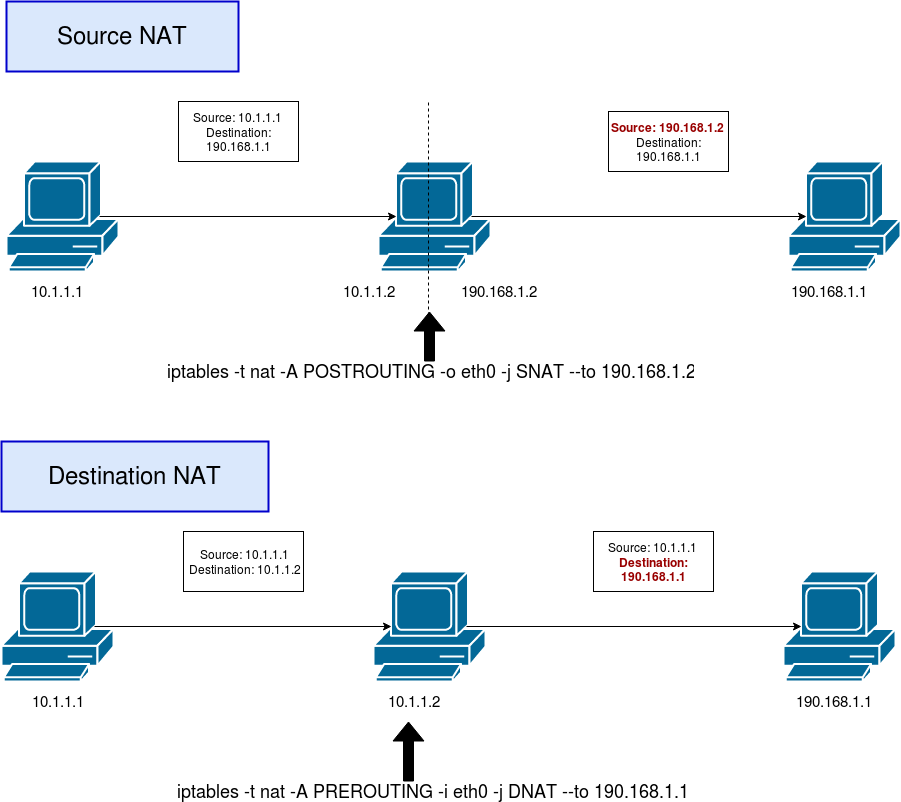 Source NAT
Source: 10.1.1.1
Destination:
190.168.1.1
Source: 190.168.1.2
Destination:
190.168.1.1
10.1.1.1
10.1.1.2
190.168.1.2
190.168.1.1
iptables -t nat -A POSTROUTING -o eth0 -j SNAT --to 190.168.1.2
Destination NAT
Source: 10.1.1.1
Destination: 10.1.1.2
Source: 10.1.1.1
Destination:
190.168.1.1
10.1.1.1
10.1.1.2
190.168.1.1
iptables -t nat -A PREROUTING -i eth0 -j DNAT --to 190.168.1.1